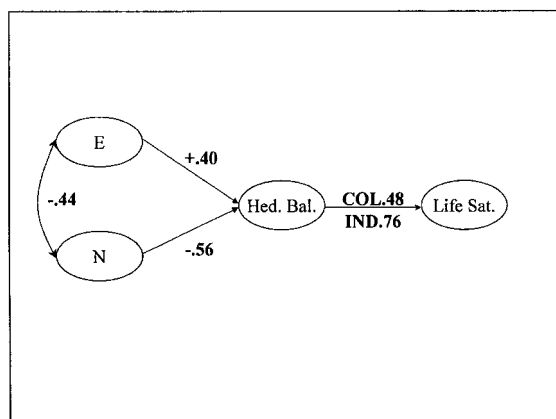 E
+.40
-.44
Hed. Bal.
COL.48
IND.76
Life Sat.
N
-.56